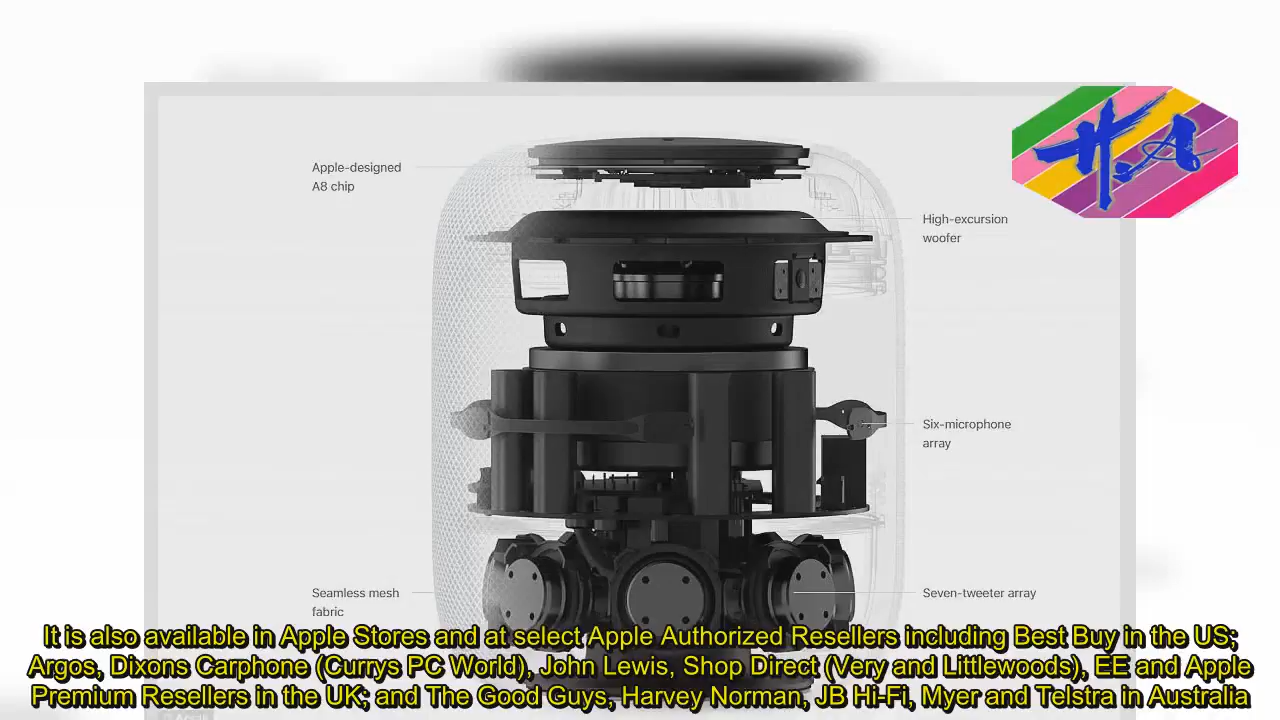 Apple-designed
A8 chip
High-excursion
woofer
Six-microphone
array
Seamless mesh
fabric
Seven-tweeter array
It is also available in Apple Stores and at select Apple Authorized Resellers including Best Buy in the US;
Argos, Dixons Carphone (Currys PC World), John Lewis, Shop Direct (Very and Littlewoods), EE and Apple
Premium Resellers in the UK; and The Good Guys, Harvey Norman, JB Hi-Fi, Myer and Telstra in Australia